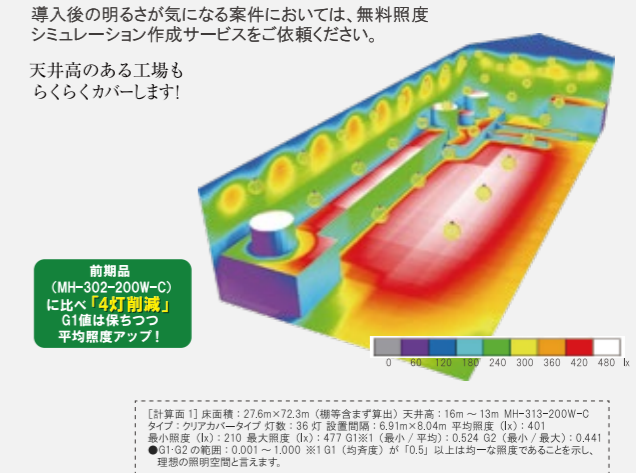 導入後の明るさが気になる案件においては、無料照度
シミュレーション作成サービスをご依頼ください。
天井高のある工場も
らくらくカバーします!
前期品
(MH-302-200W-C)
に比べ「4灯削減」
G1値は保ちつつ
平均照度アップ！
0 60 120 180 240 300 360 420 480 lx
［計算面 1］床面積：27.6m×72.3m（棚等含まず算出）天井高：16m ～ 13m MH-313-200W-C
タイプ：クリアカバータイプ 灯数：36 灯 設置間隔：6.91m×8.04m 平均照度（lx）：401
最小照度（lx）：210 最大照度（lx）：477 G1※1（最小 / 平均）：0.524 G2（最小 / 最大）：0.441
●G1・G2 の範囲：0.001 ～ 1.000 ※1 G1（均斉度）が「0.5」以上は均一な照度であることを示し、
理想の照明空間と言えます。